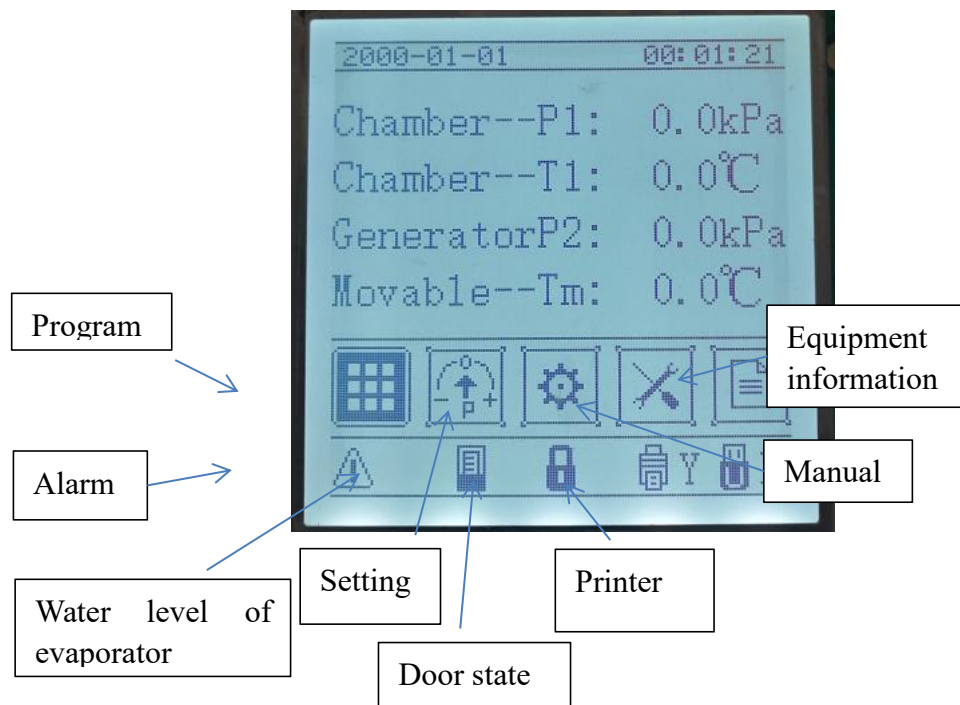 2000-01-01 00:01:21
Chamber--P1: 0.0kPa
Chamber--T1: 0.0℃
GeneratorP2: 0.0kPa
Movable--Tm: 0.0℃
Program
Equipment
information
- 0 +
P
Alarm
Y
Manual
Setting
Printer
Water level of
evaporator
Door state